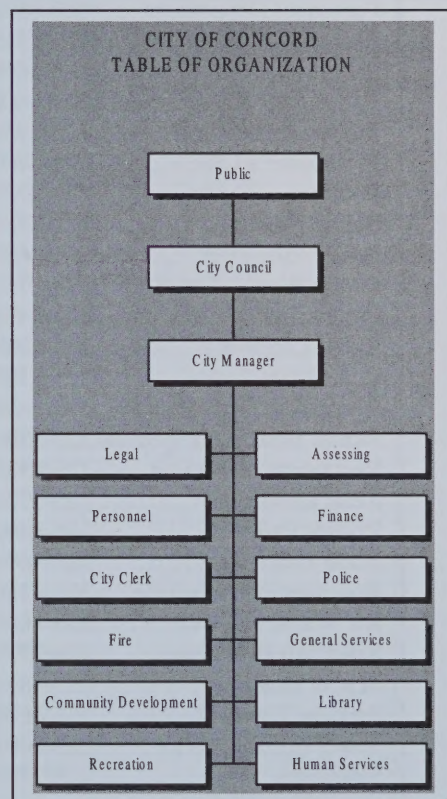 CITY OF CONCORD
TABLE OF ORGANIZATION
Public
City Council
City Manager
Legal
Assessing
Personnel
Finance
City Clerk
Police
Fire
General Services
Community Development
Library
Recreation
Human Services